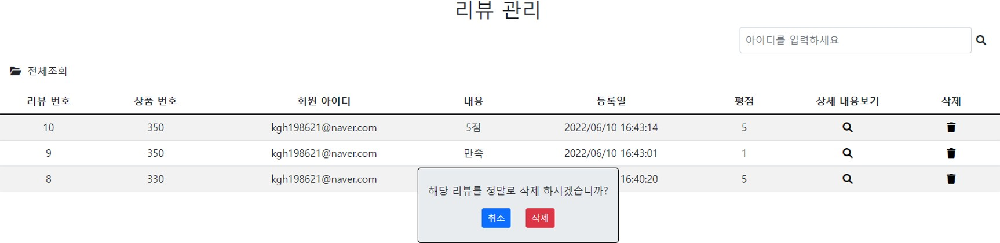 리뷰 관리
아이디를 입력하세요
전체조회
리뷰 번호 상품 번호 회원 아이디 내용 등록일 평점 상세 내용보기 삭제
10 350 kgh198621@naver.com 5점 2022/06/10 16:43:14 5
9 350 kgh198621@naver.com 만족 2022/06/10 16:43:01 1
8 330 kgh198621@naver.com 16:40:20 5
해당 리뷰를 정말로 삭제 하시겠습니까?
취소 삭제